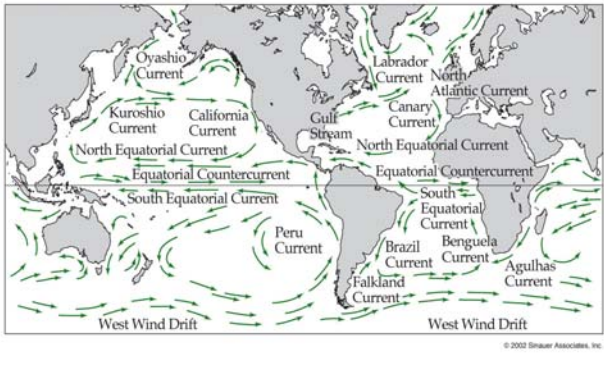 Oyashio
Current
Labrador
Current
North
Atlantic Current
Kuroshio
Current
California
Current
Gulf
Stream
Canary
Current
North Equatorial Current
North Equatorial Current
Equatorial Countercurrent
Equatorial Countercurrent
South Equatorial Current
South
Equatorial
Current
Peru
Current
Brazil
Current
Benguela
Current
Agulhas
Current
Falkland
Current
West Wind Drift
West Wind Drift
© 2002 Sinauer Associates, Inc.